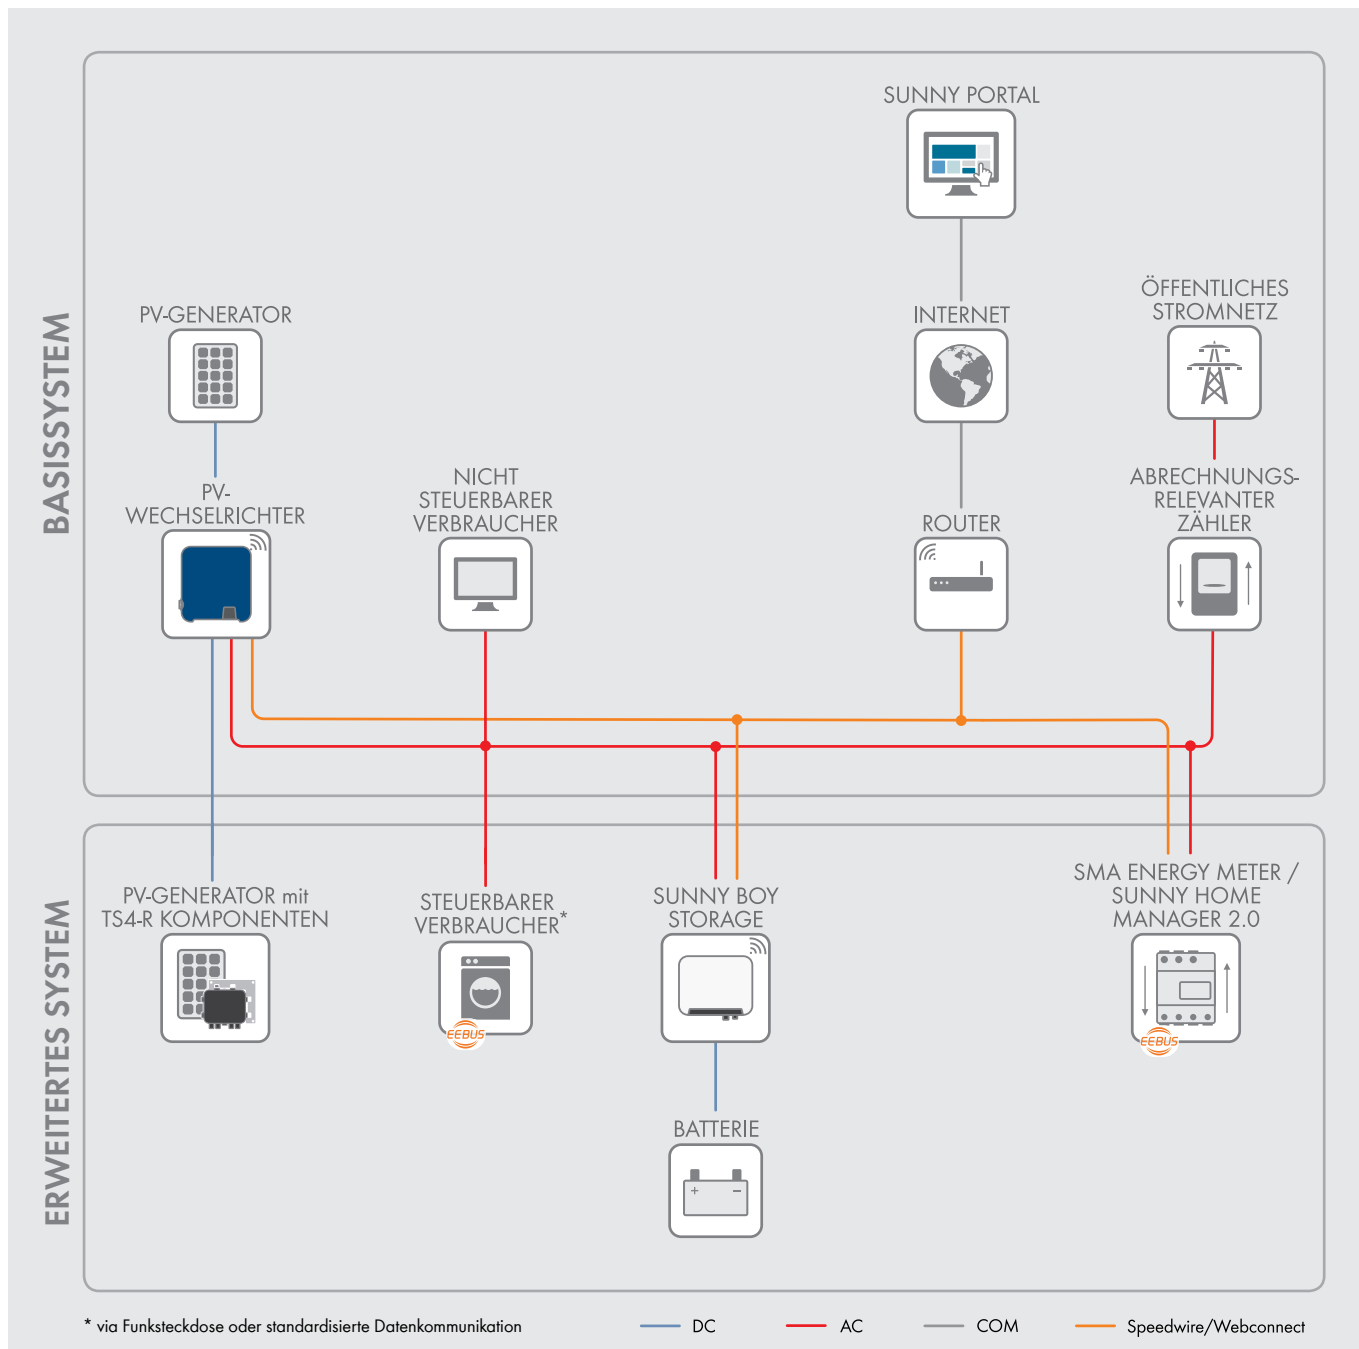 BASISSYSTEM
SUNNY PORTAL
PV-GENERATOR
INTERNET
ÖFFENTLICHES
STROMNETZ
PV-
WECHSELRICHTER
NICHT
STEUERBARER
VERBRAUCHER
ROUTER
ABRECHNUNGS-
RELEVANTER
ZÄHLER
ERWEITERTES SYSTEM
PV-GENERATOR mit
TS4-R KOMPONENTEN
STEUERBARER
VERBRAUCHER*
EEBUS
SUNNY BOY
STORAGE
SMA ENERGY METER /
SUNNY HOME
MANAGER 2.0
EEBUS
BATTERIE
+ −
* via Funksteckdose oder standardisierte Datenkommunikation
DC
AC
COM
Speedwire/Webconnect